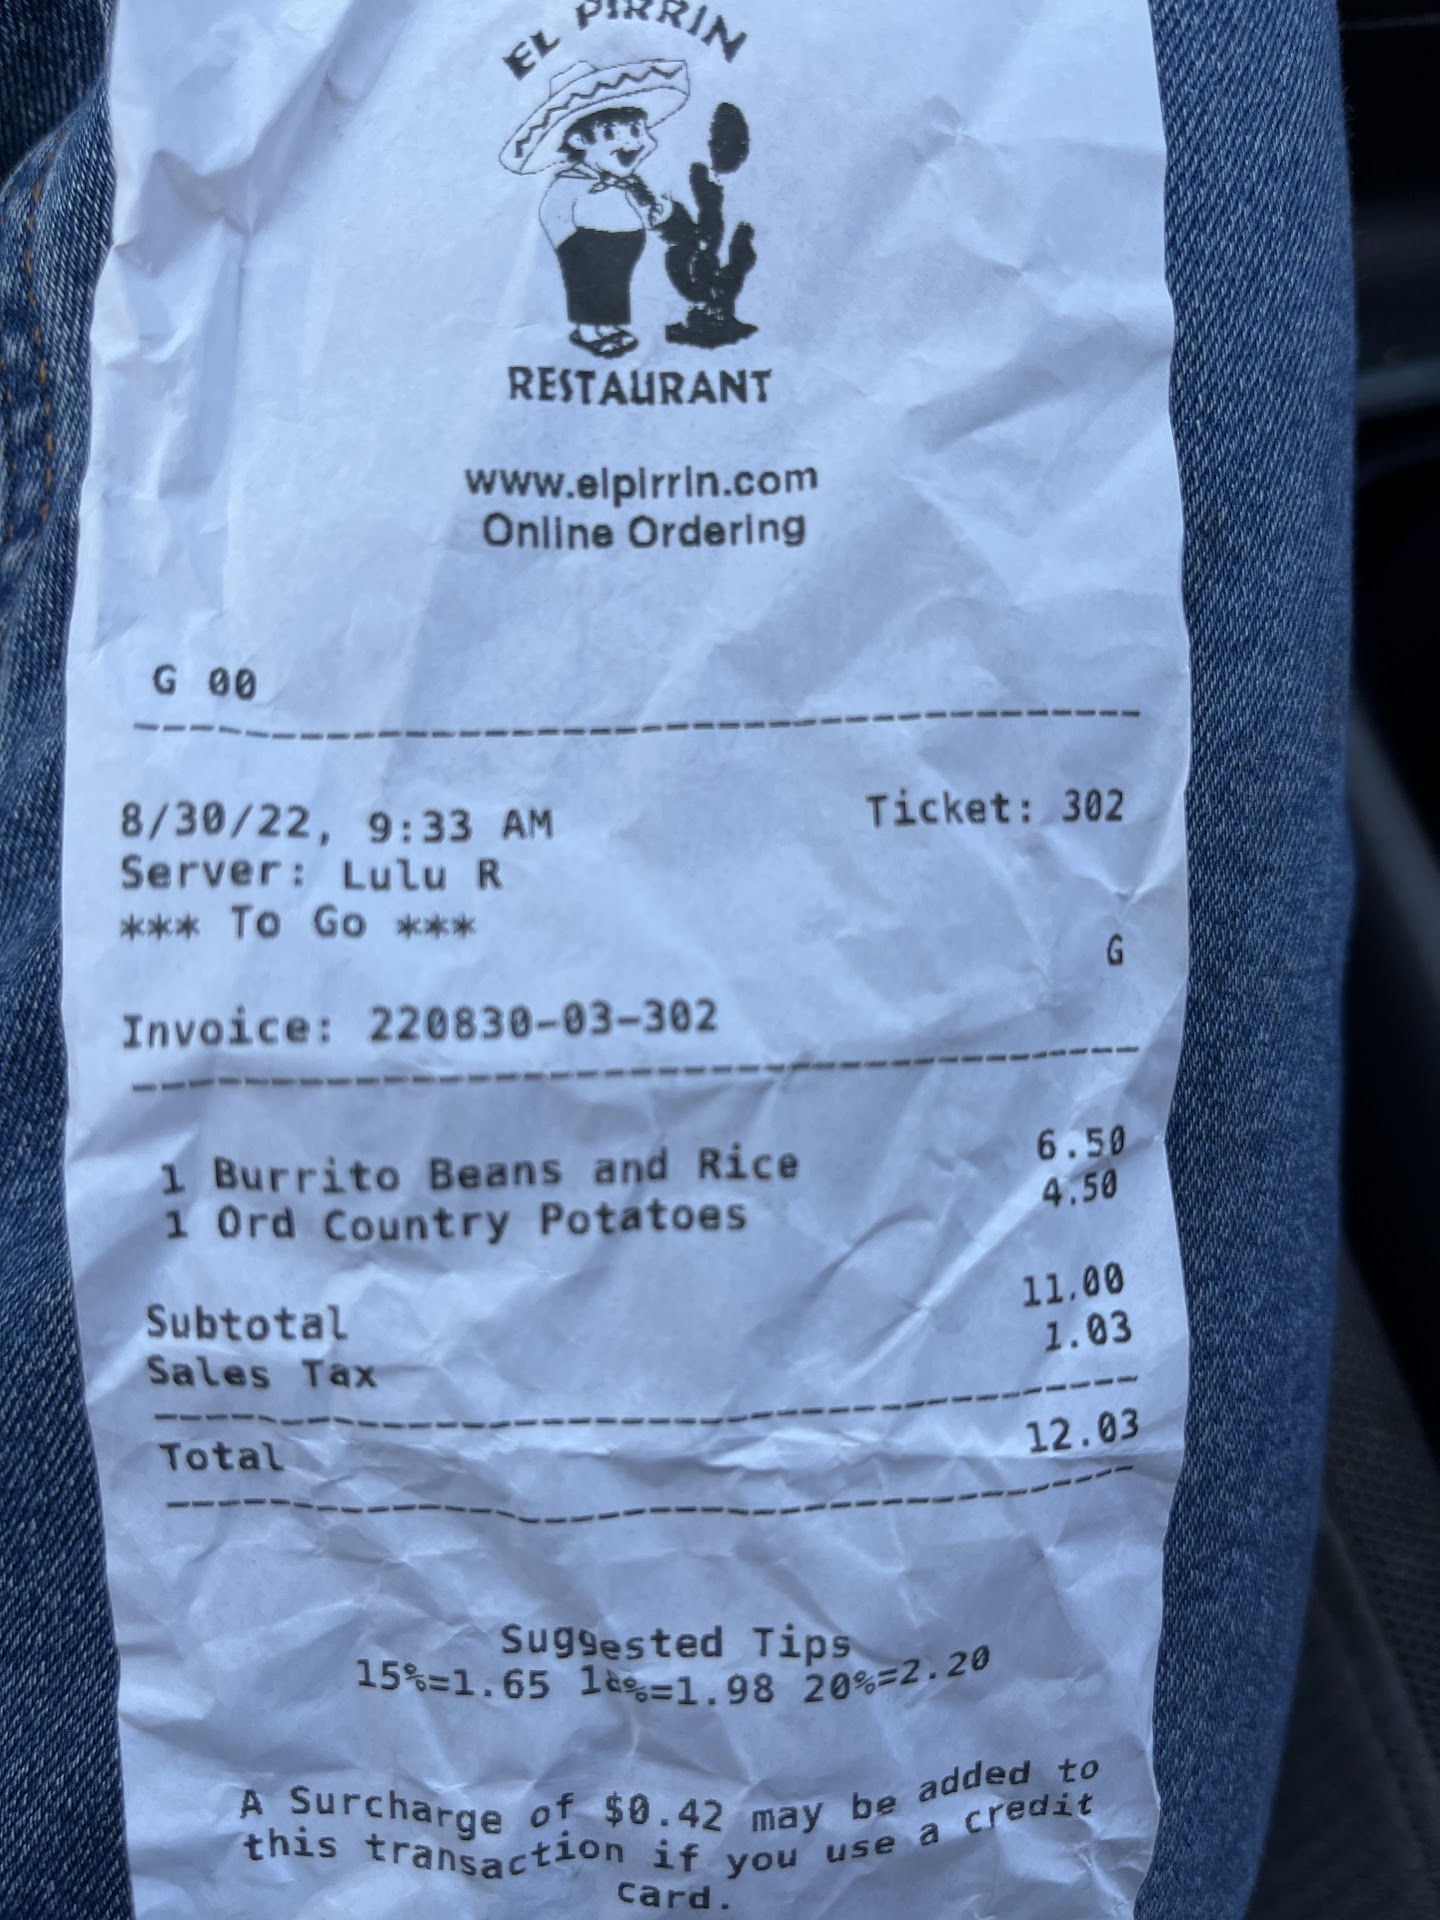 EL PIRRIN
RESTAURANT
www.elpirrin.com
Online Ordering
G 00
8/30/22, 9:33 AM Ticket: 302
Server: Lulu R
*** To Go ***
G
Invoice: 220830-03-302
1 Burrito Beans and Rice 6.50
1 Ord Country Potatoes 4.50
Subtotal 11.00
Sales Tax 1.03
Total 12.03
Suggested Tips
15%=1.65 18%=1.98 20%=2.20
A Surcharge of $0.42 may be added to
this transaction if you use a credit
card.